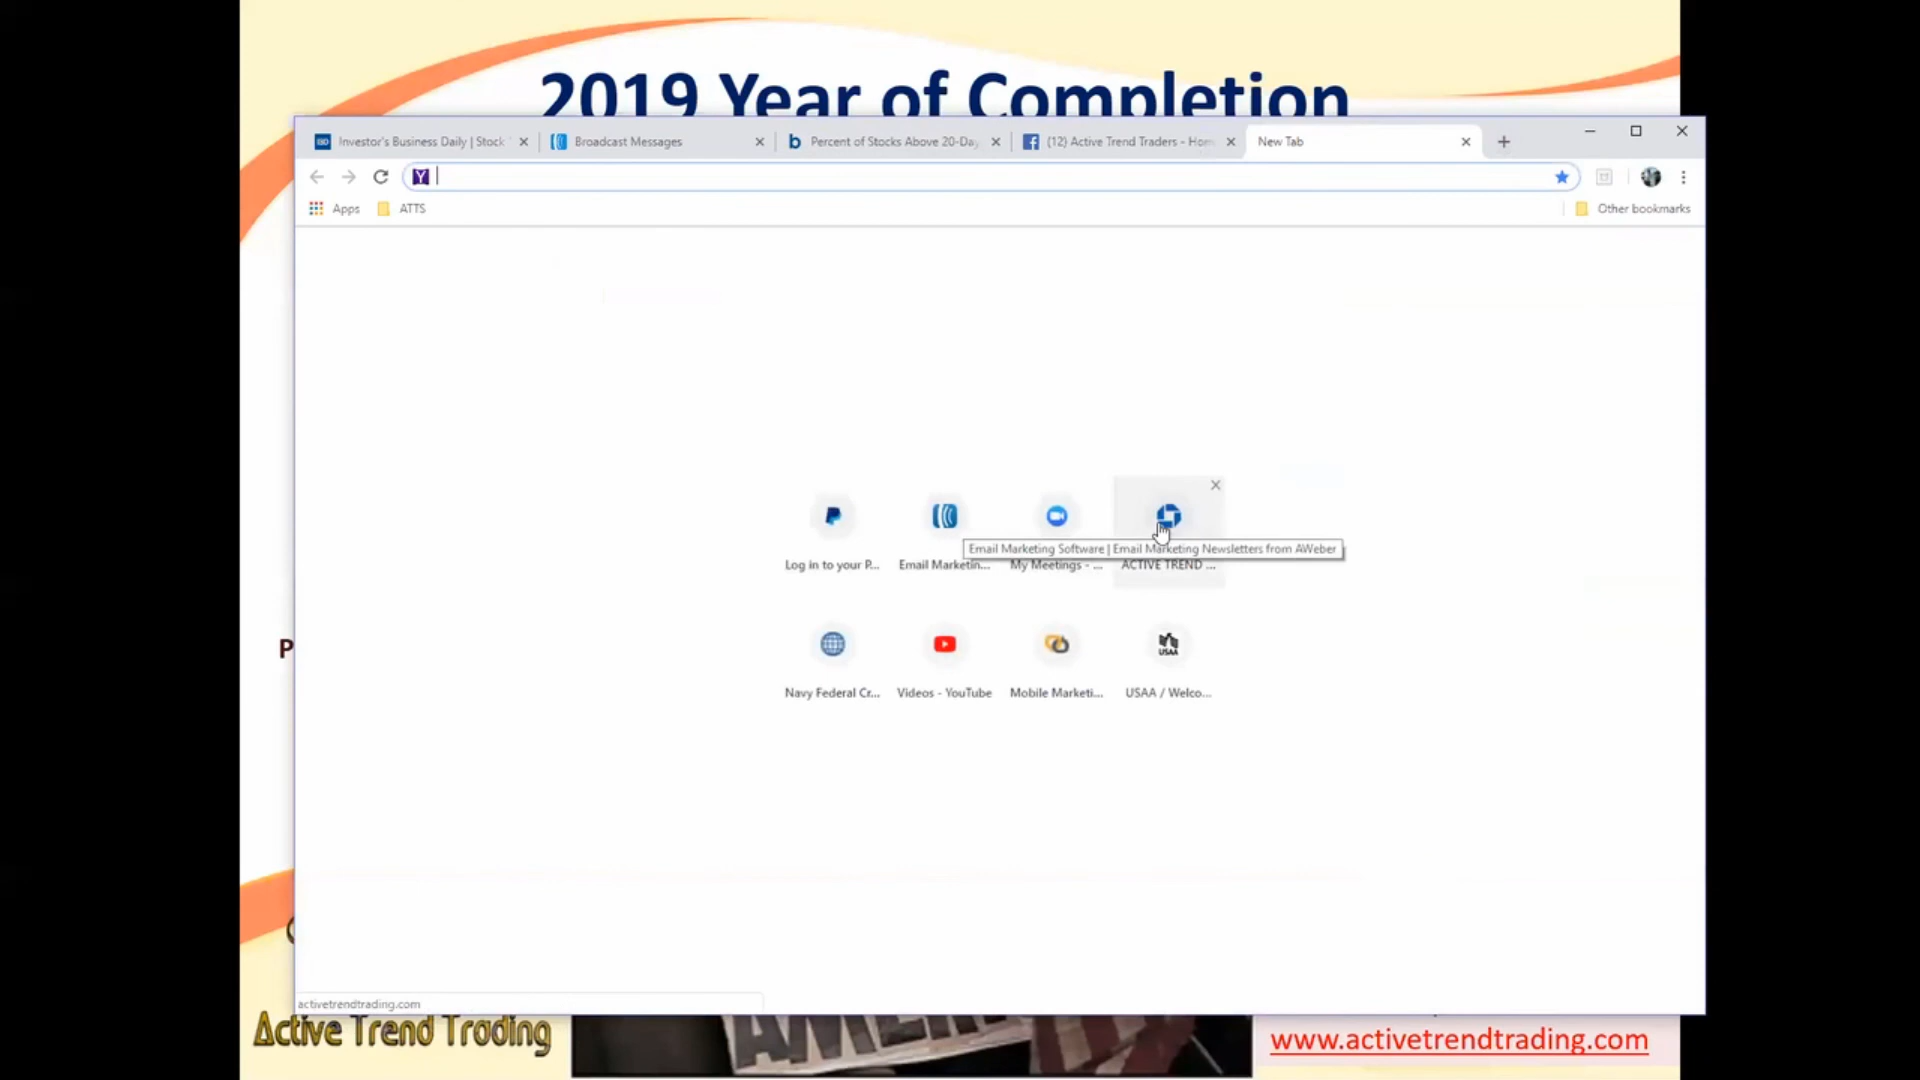 2019 Year of Completion
Investor's Business Daily | Stock
Broadcast Messages
Percent of Stocks Above 20-Day
(12) Active Trend Traders - Hom
New Tab
Apps
ATTS
Other bookmarks
Email Marketing Software | Email Marketing Newsletters from AWeber
Log in to your P...
Email Marketin...
My Meetings - ...
ACTIVE TREND ...
USAA
Navy Federal Cr...
Videos - YouTube
Mobile Marketi...
USAA / Welco...
P
activetrendtrading.com
Active Trend Trading
www.activetrendtrading.com